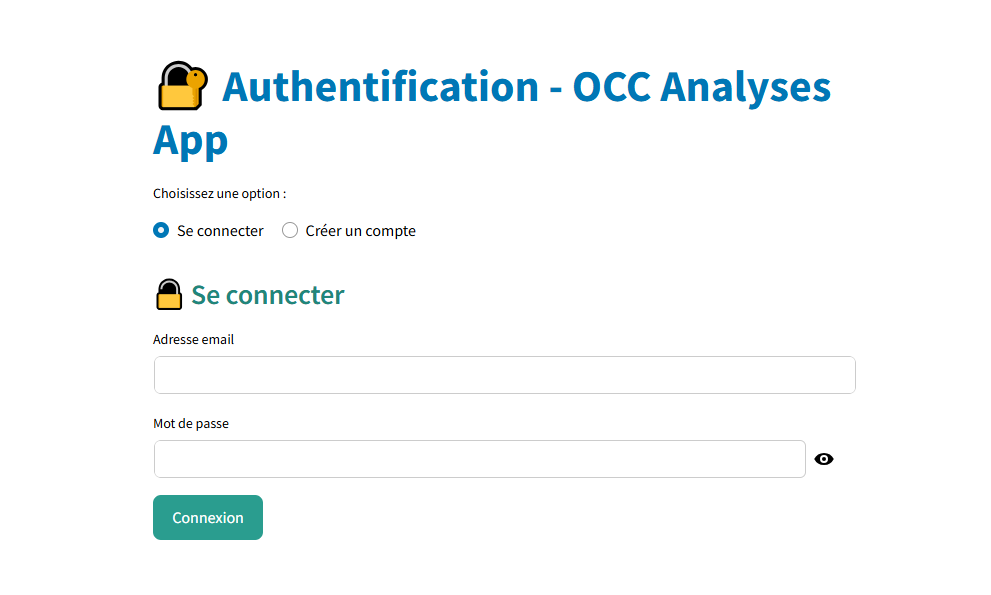 Authentification - OCC Analyses
App
Choisissez une option :
Se connecter Créer un compte
Se connecter
Adresse email
Mot de passe
Connexion